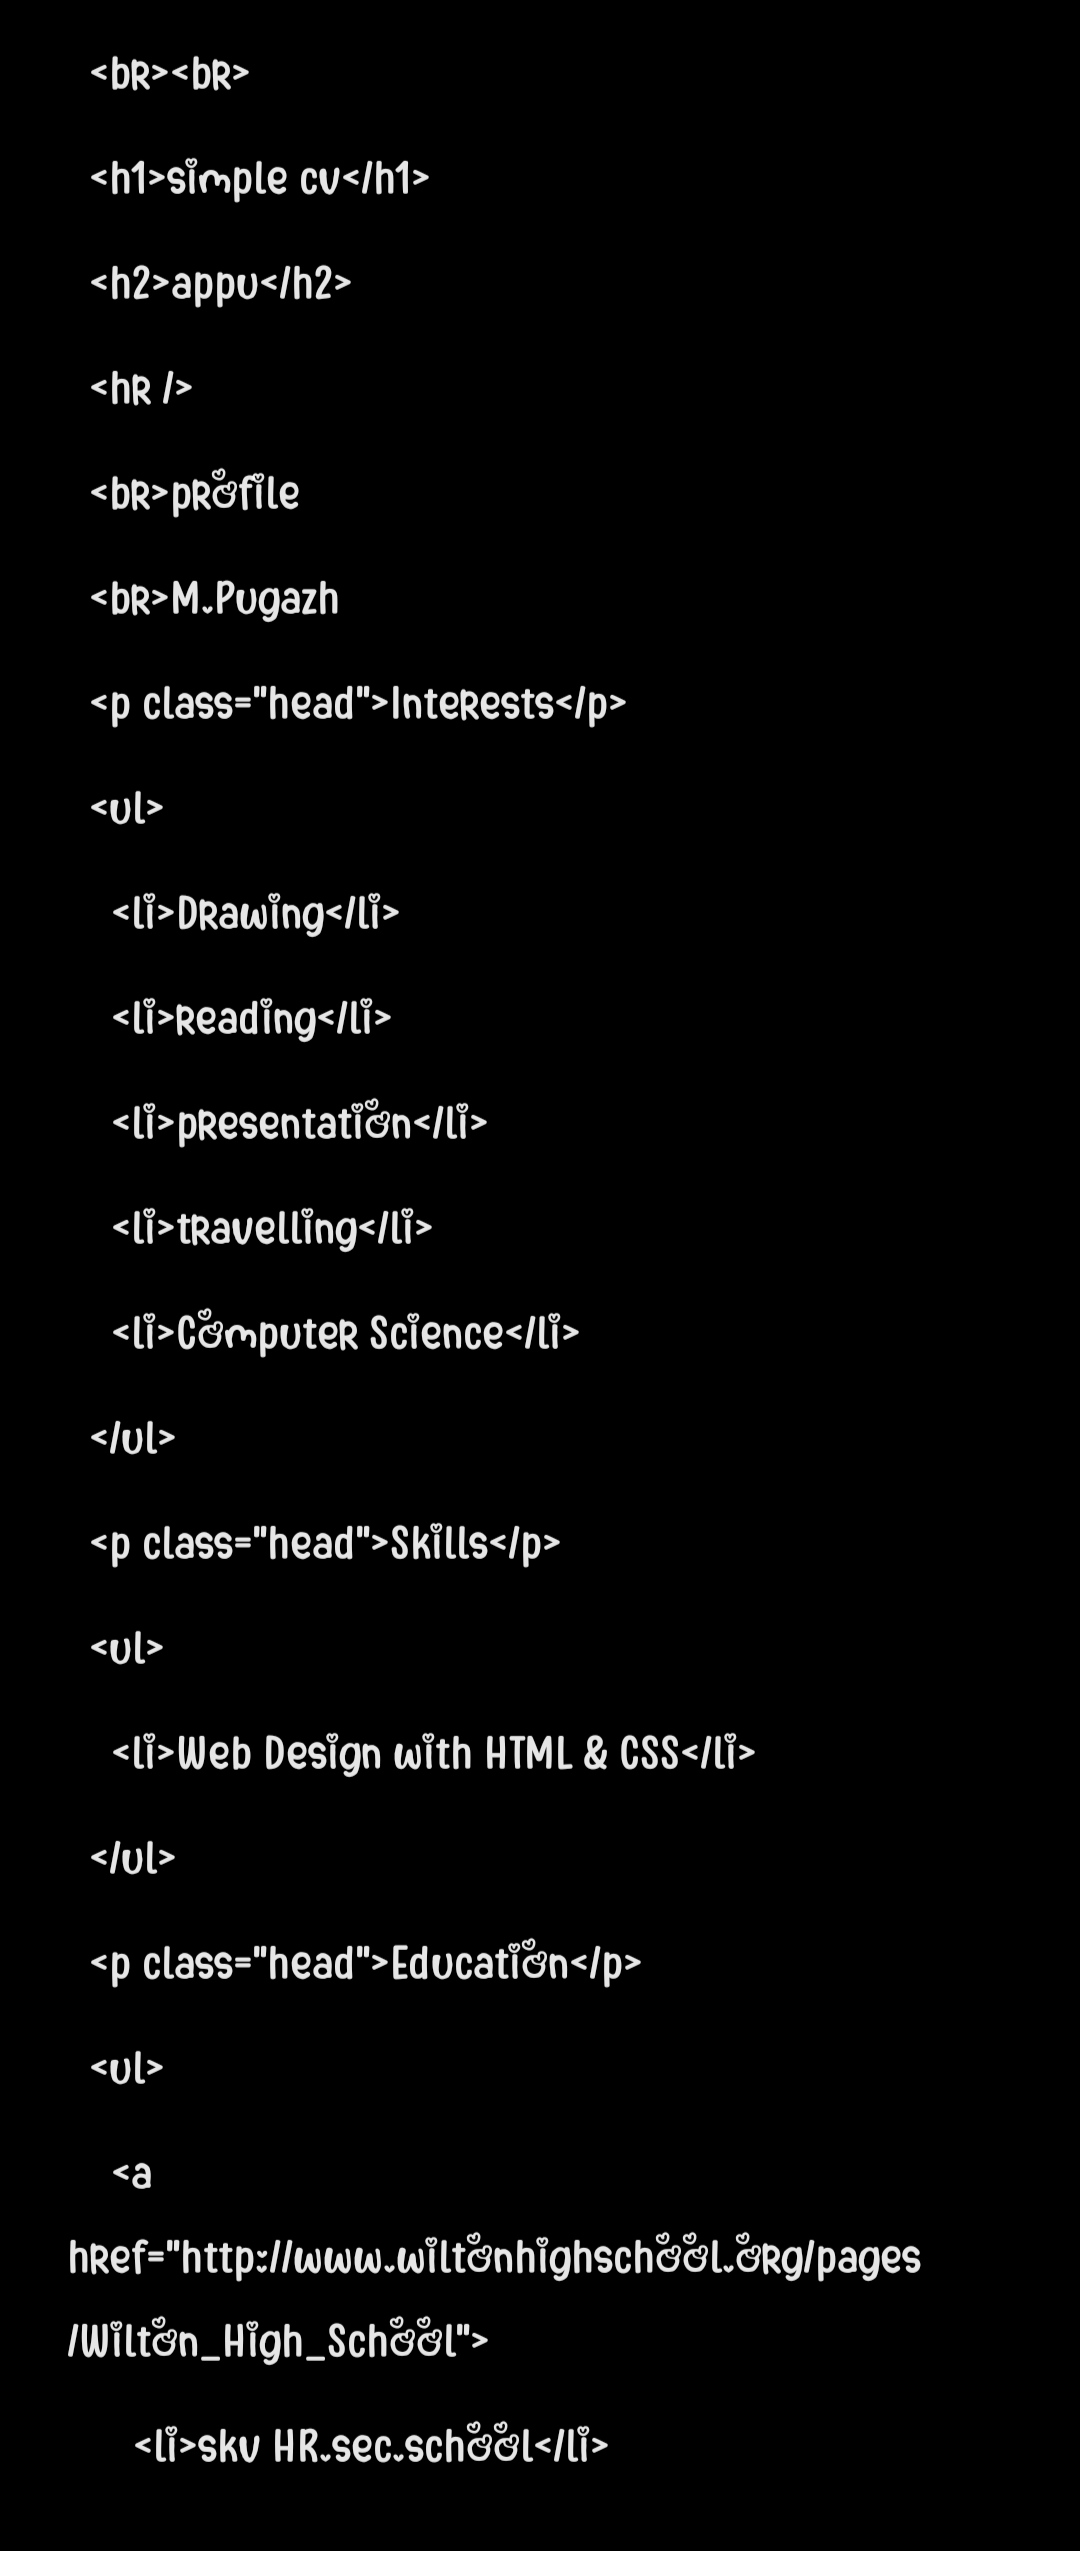 <br><br>
<h1>simple cv</h1>
<h2>appu</h2>
<hr />
<br>profile
<br>M.Pugazh
<p class="head">Interests</p>
<ul>
<li>Drawing</li>
<li>reading</li>
<li>presentation</li>
<li>travelling</li>
<li>Computer Science</li>
</ul>
<p class="head">Skills</p>
<ul>
<li>Web Design with HTML & CSS</li>
</ul>
<p class="head">Education</p>
<ul>
<a
href="http://www.wiltonhighschool.org/pages
/Wilton_High_School">
<li>skv HR.sec.school</li>